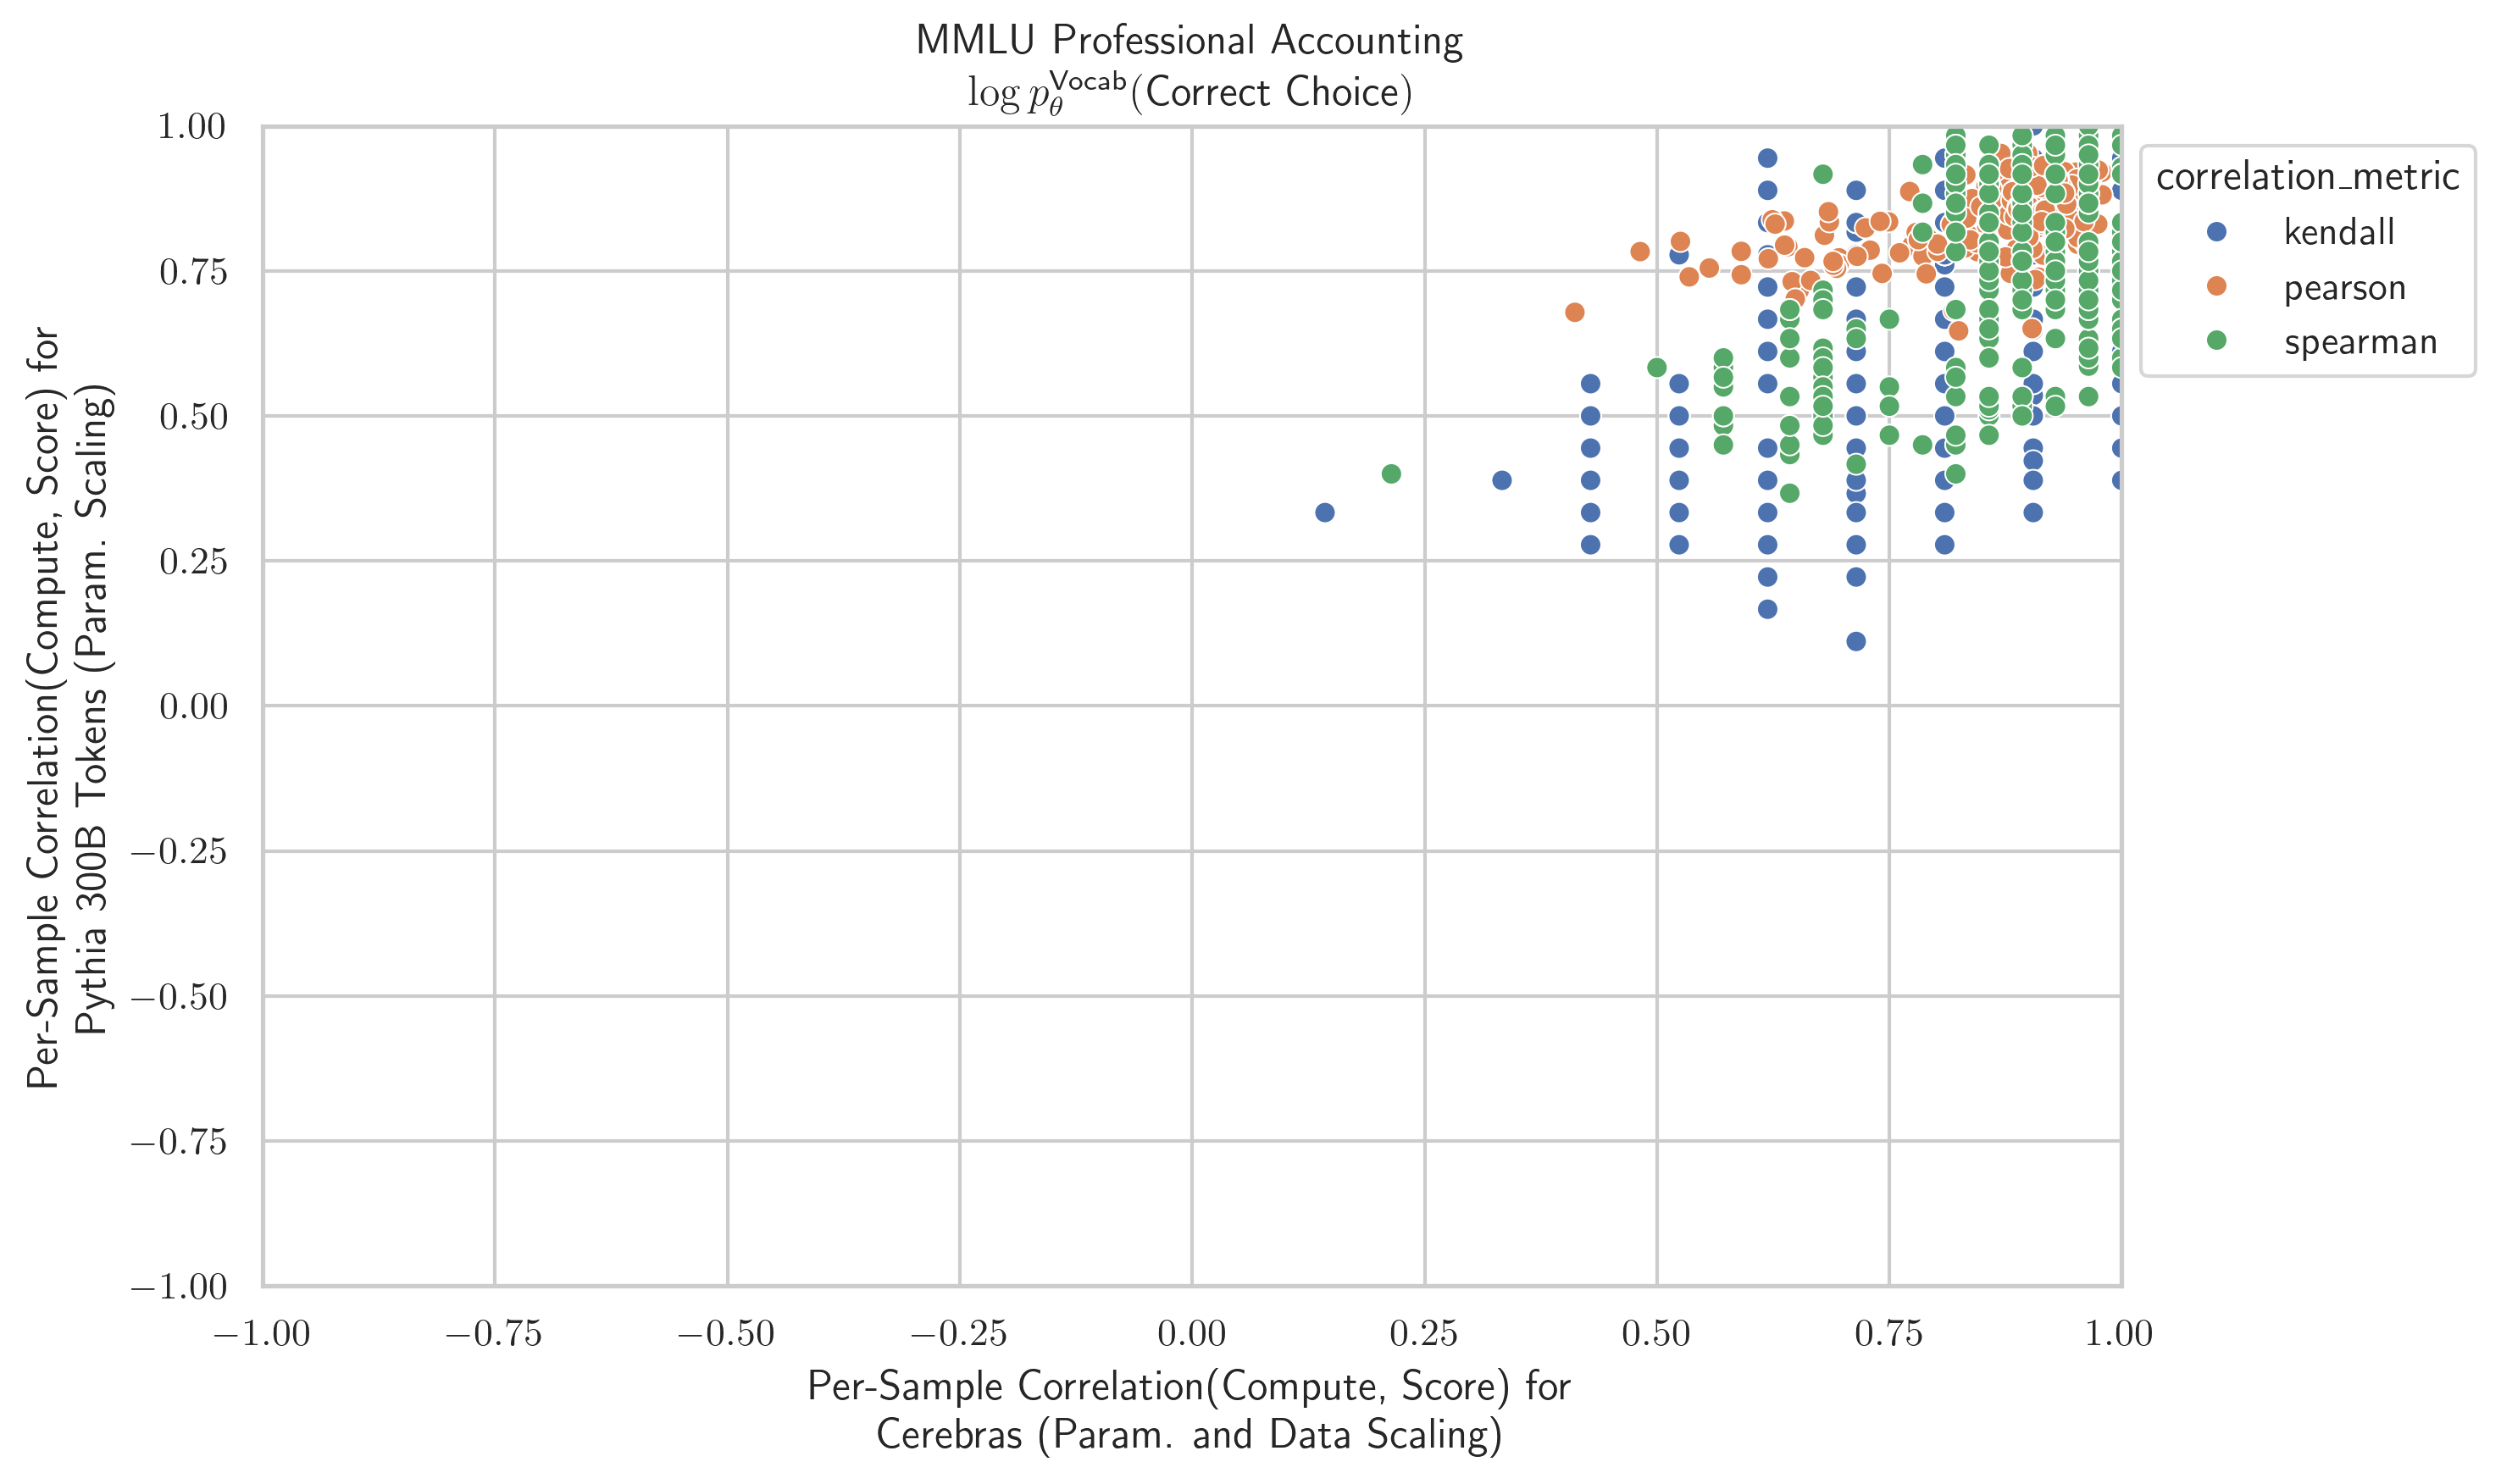 MMLU Professional Accounting
log p_θ^Vocab(Correct Choice)
1.00
0.75
0.50
0.25
0.00
−0.25
−0.50
−0.75
−1.00
Per-Sample Correlation(Compute, Score) for
Pythia 300B Tokens (Param. Scaling)
−1.00
−0.75
−0.50
−0.25
0.00
0.25
0.50
0.75
1.00
Per-Sample Correlation(Compute, Score) for
Cerebras (Param. and Data Scaling)
correlation_metric
kendall
pearson
spearman